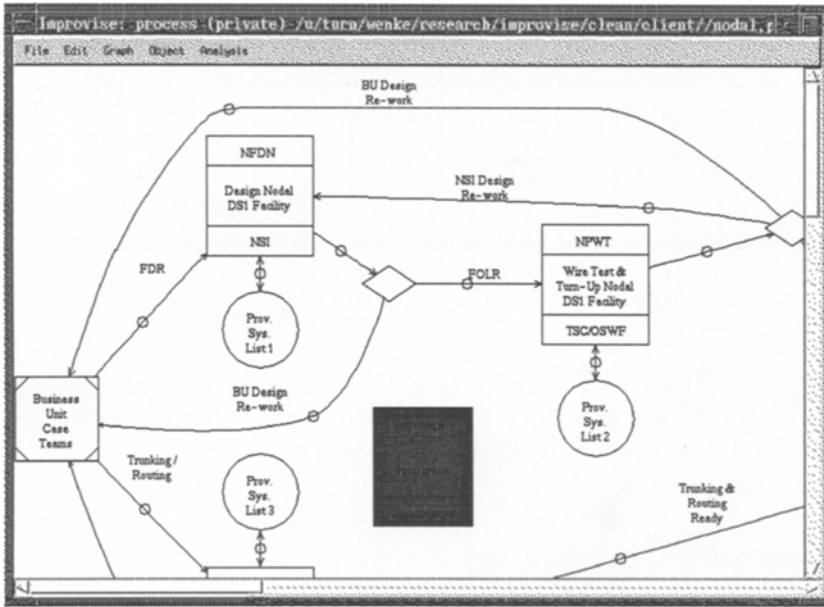 Improvise: process (private) /u/turn/wenke/research/improvise/clean/client//nodal.p
File Edit Graph Object Analysis
BU Design
Re-work
NFDN
Design Nodal
DS1 Facility
NSI
NSI Design
Re-work
NPWT
Wire Test &
Turn-Up Nodal
DS1 Facility
TSC/OSWF
FDR
FOLR
Prov.
Sys.
List 1
Prov.
Sys.
List 2
BU Design
Re-work
Business
Unit
Case
Teams
Trunking /
Routing
Prov.
Sys.
List 3
Trunking &
Routing
Ready